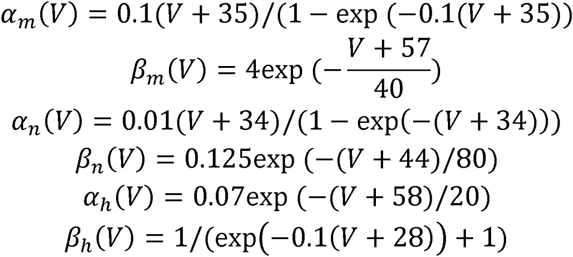 α_m(V) = 0.1(V + 35)/(1 − exp (−0.1(V + 35))
β_m(V) = 4exp (−\frac{V + 57}{40})
α_n(V) = 0.01(V + 34)/(1 − exp(−(V + 34)))
β_n(V) = 0.125exp (−(V + 44)/80)
α_h(V) = 0.07exp (−(V + 58)/20)
β_h(V) = 1/(exp(−0.1(V + 28)) + 1)